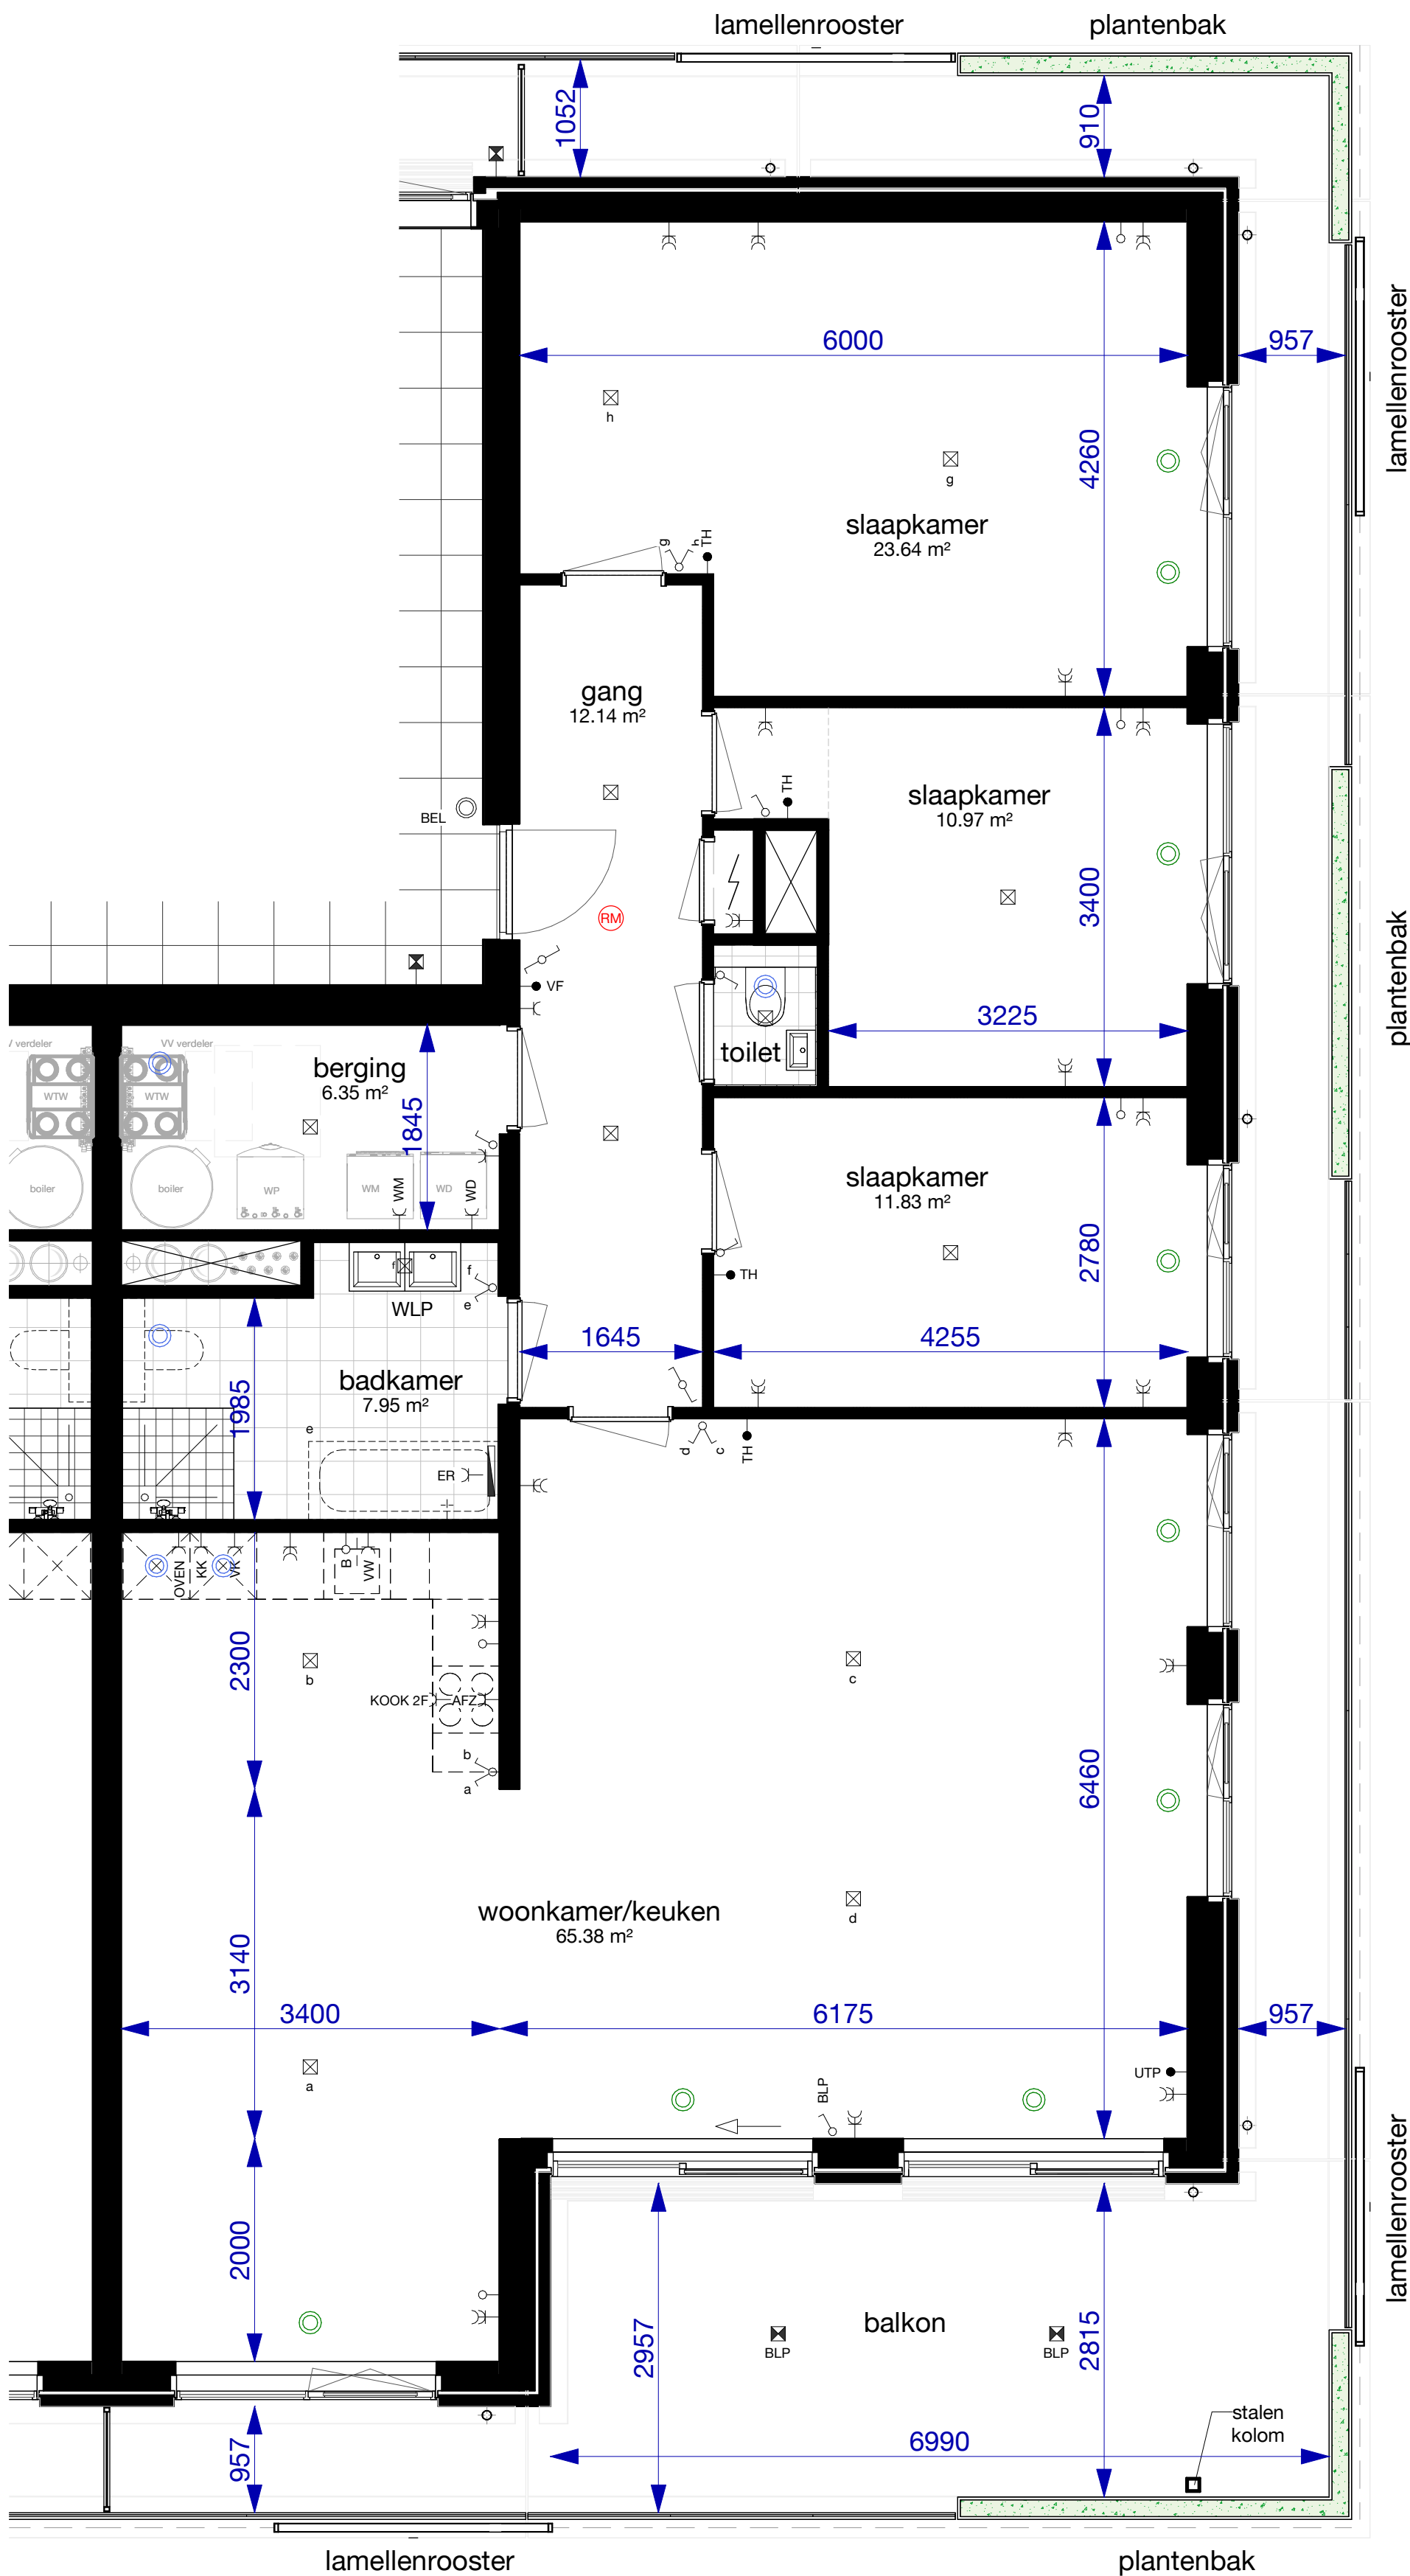 lamellenrooster
plantenbak
1052
910
6000
957
lamellenrooster
h
g
4260
slaapkamer
23.64 m²
g
h
TH
gang
12.14 m²
TH
slaapkamer
10.97 m²
BEL
3400
plantenbak
RM
VF
3225
toilet
V verdeler
VV verdeler
berging
6.35 m²
WTW
WTW
1845
boiler
boiler
WP
WM
WM
WD
WD
slaapkamer
11.83 m²
2780
TH
f
f
e
WLP
1645
4255
badkamer
7.95 m²
1985
e
d
c
TH
ER
OVEN
KK
VK
B
VW
2300
b
c
KOOK 2F
AFZ
b
a
6460
woonkamer/keuken
65.38 m²
d
3140
3400
6175
957
a
BLP
UTP
lamellenrooster
2000
2957
balkon
2815
BLP
BLP
stalen
kolom
957
6990
lamellenrooster
plantenbak